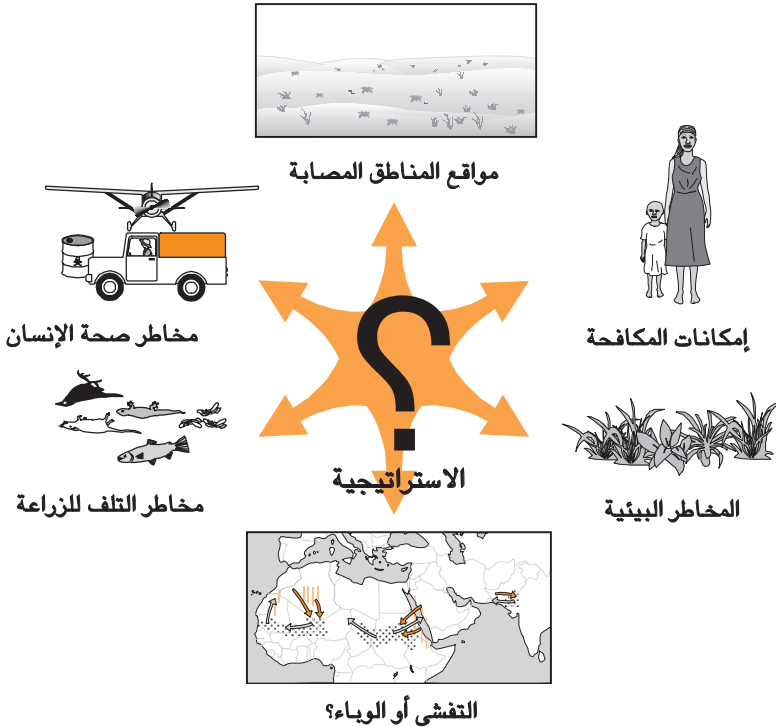 مواقع المناطق المصابة
إمكانات المكافحة
مخاطر صحة الإنسان
الاستراتيجية
؟
المخاطر البيئية
مخاطر التلف للزراعة
التفشي أو الوباء؟